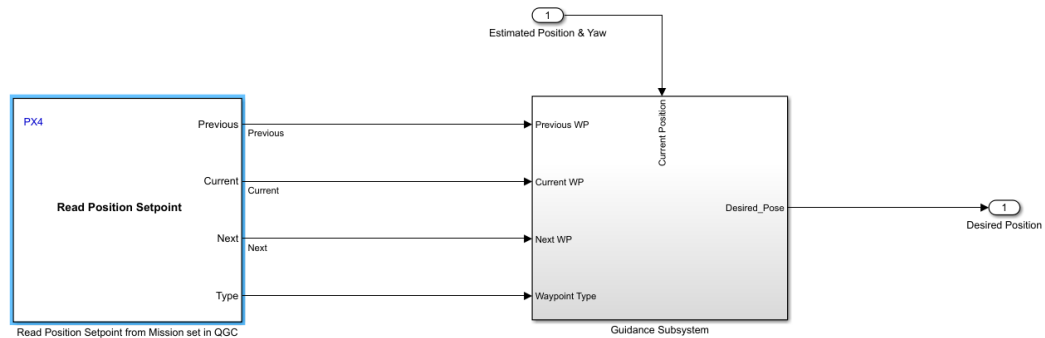 1
Estimated Position & Yaw
PX4
Read Position Setpoint
Previous
Current
Next
Type
Previous
Current
Next
Read Position Setpoint from Mission set in QGC
Current Position
Previous WP
Current WP
Next WP
Waypoint Type
Desired_Pose
Guidance Subsystem
1
Desired Position